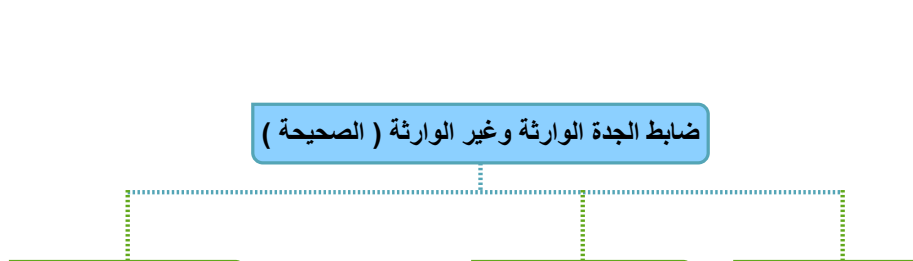 ضابط الجدة الوارثة وغير الوارثة ( الصحيحة )